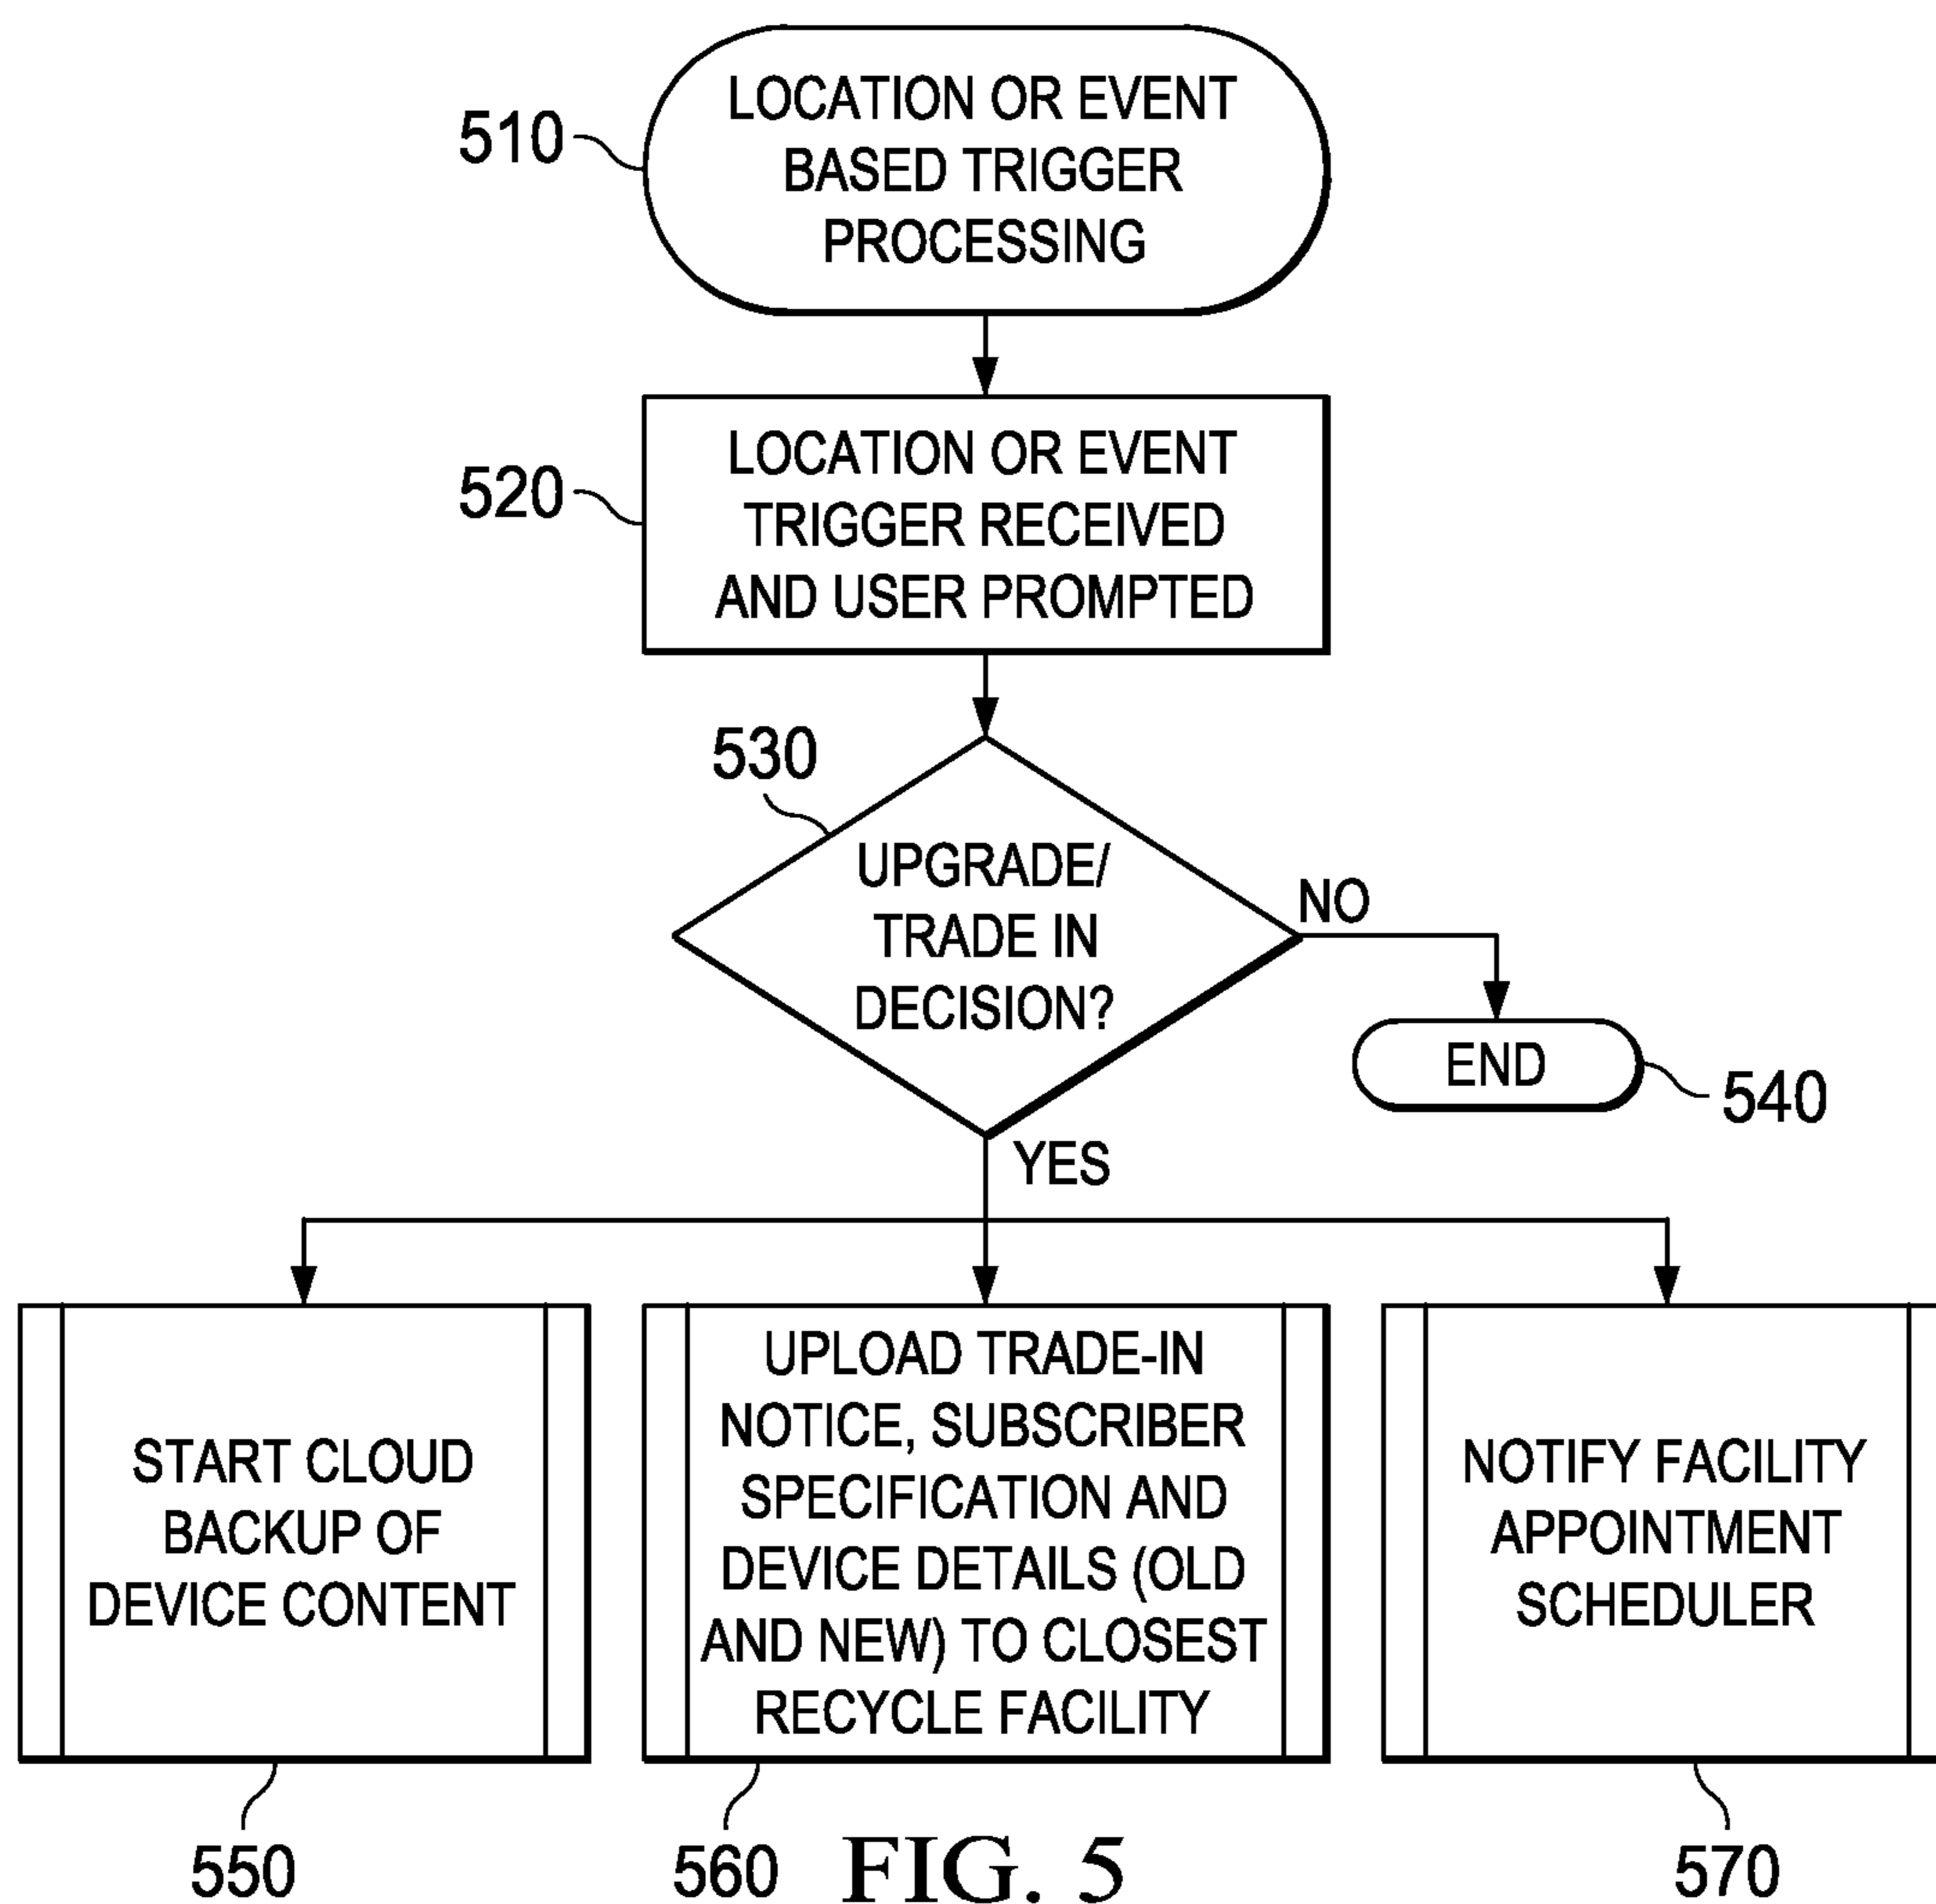 LOCATION OR EVENT
BASED TRIGGER
PROCESSING
510
LOCATION OR EVENT
TRIGGER RECEIVED
AND USER PROMPTED
520
530
UPGRADE/
TRADE IN
DECISION?
NO
END
540
YES
START CLOUD
BACKUP OF
DEVICE CONTENT
UPLOAD TRADE-IN
NOTICE, SUBSCRIBER
SPECIFICATION AND
DEVICE DETAILS (OLD
AND NEW) TO CLOSEST
RECYCLE FACILITY
NOTIFY FACILITY
APPOINTMENT
SCHEDULER
550
560
570
FIG. 5